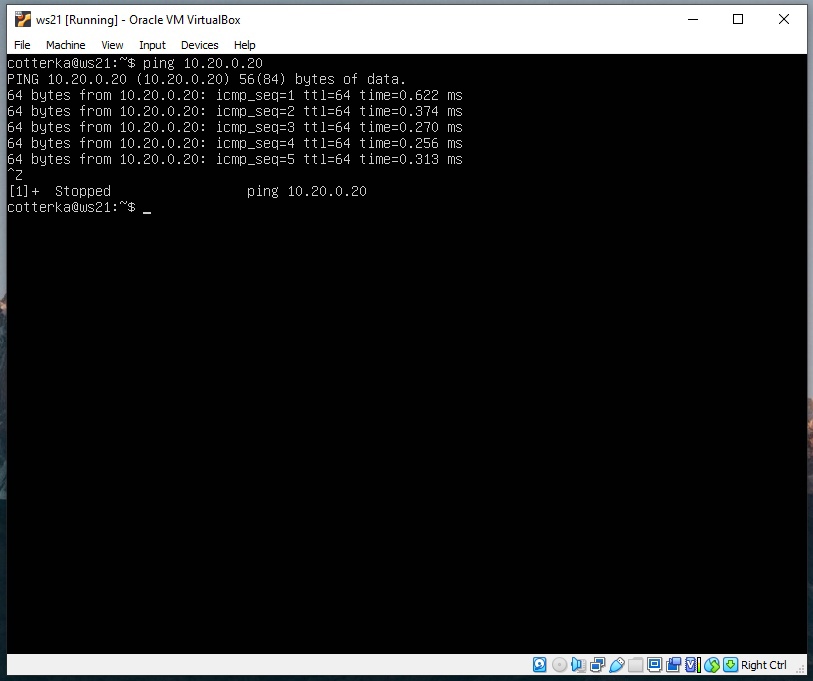 ws21 [Running] - Oracle VM VirtualBox
File Machine View Input Devices Help
cotterka@ws21:~$ ping 10.20.0.20
PING 10.20.0.20 (10.20.0.20) 56(84) bytes of data.
64 bytes from 10.20.0.20: icmp_seq=1 ttl=64 time=0.622 ms
64 bytes from 10.20.0.20: icmp_seq=2 ttl=64 time=0.374 ms
64 bytes from 10.20.0.20: icmp_seq=3 ttl=64 time=0.270 ms
64 bytes from 10.20.0.20: icmp_seq=4 ttl=64 time=0.256 ms
64 bytes from 10.20.0.20: icmp_seq=5 ttl=64 time=0.313 ms
^Z
[1]+  Stopped                 ping 10.20.0.20
cotterka@ws21:~$ _
Right Ctrl